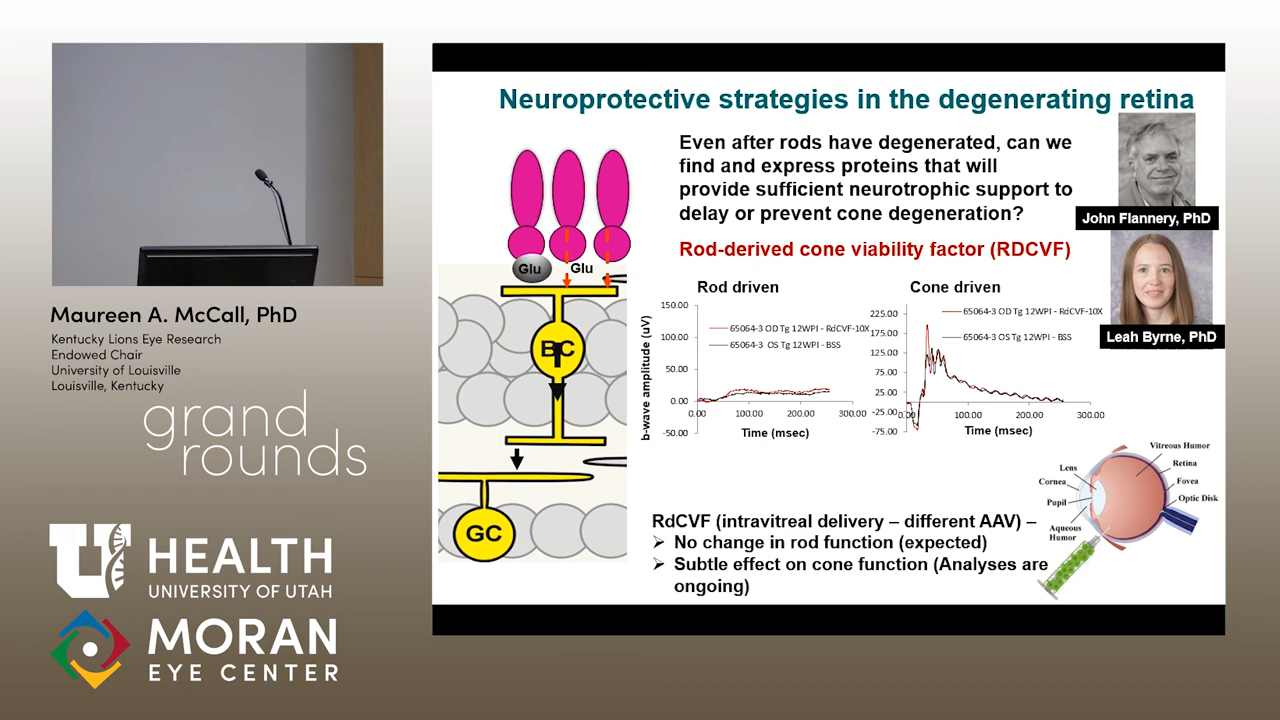 Neuroprotective strategies in the degenerating retina
Even after rods have degenerated, can we
find and express proteins that will
provide sufficient neurotrophic support to
delay or prevent cone degeneration?
Rod-derived cone viability factor (RDCVF)
John Flannery, PhD
Leah Byrne, PhD
Glu
Glu
BC
GC
Rod driven
b-wave amplitude (uV)
150.00
100.00
50.00
0.00
-50.00
65064-3 OD Tg 12WPI - RdCVF-10X
65064-3 OS Tg 12WPI - BSS
0.00
100.00
200.00
300.00
Time (msec)
Cone driven
225.00
175.00
125.00
75.00
25.00
-25.00
-75.00
65064-3 OD Tg 12WPI - RdCVF-10X
65064-3 OS Tg 12WPI - BSS
100.00
200.00
300.00
Time (msec)
Vitreous Humor
Lens
Retina
Cornea
Fovea
Pupil
Optic Disk
Aqueous
Humor
RdCVF (intravitreal delivery – different AAV) –
➢ No change in rod function (expected)
➢ Subtle effect on cone function (Analyses are
ongoing)
Maureen A. McCall, PhD
Kentucky Lions Eye Research
Endowed Chair
University of Louisville
Louisville, Kentucky
grand
rounds
U HEALTH
UNIVERSITY OF UTAH
MORAN
EYE CENTER